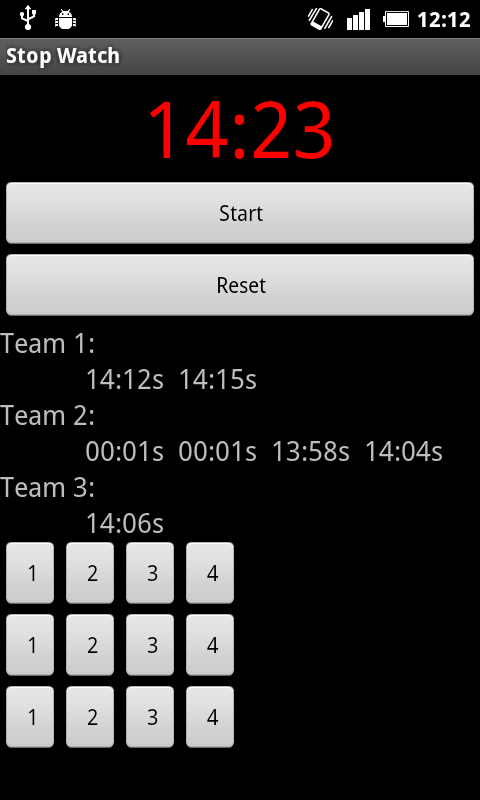 12:12
Stop Watch
14:23
Start
Reset
Team 1:
14:12s 14:15s
Team 2:
00:01s 00:01s 13:58s 14:04s
Team 3:
14:06s
1 2 3 4
1 2 3 4
1 2 3 4